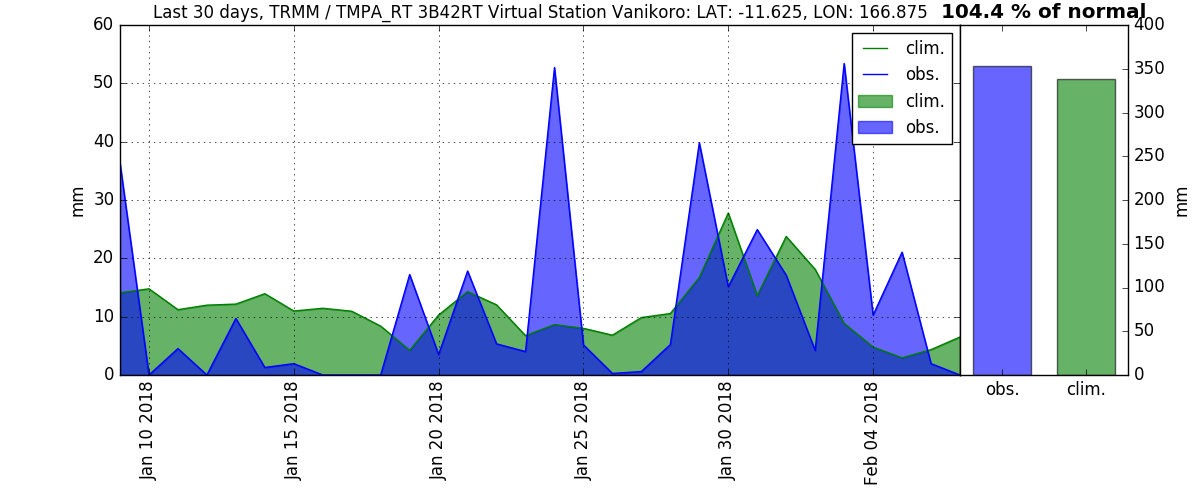 Last 30 days, TRMM / TMPA_RT 3B42RT Virtual Station Vanikoro: LAT: -11.625, LON: 166.875 104.4 % of normal
60
50
40
30
20
10
0
mm
clim.
obs.
clim.
obs.
400
350
300
250
200
150
100
50
0
mm
obs. clim.
Jan 10 2018
Jan 15 2018
Jan 20 2018
Jan 25 2018
Jan 30 2018
Feb 04 2018